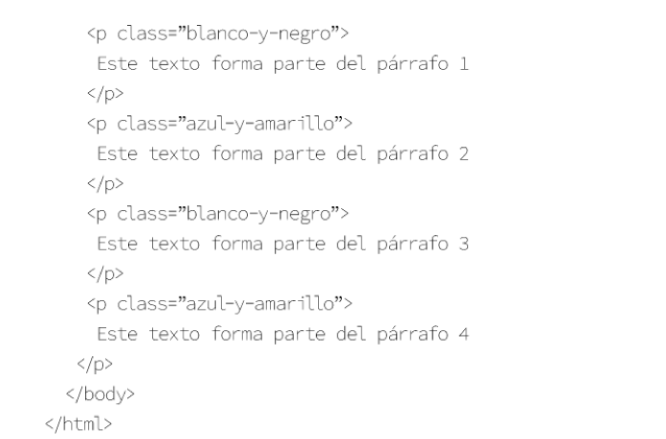 <p class=”blanco-y-negro”>
Este texto forma parte del párrafo 1
</p>
<p class=”azul-y-amarillo”>
Este texto forma parte del párrafo 2
</p>
<p class=”blanco-y-negro”>
Este texto forma parte del párrafo 3
</p>
<p class=”azul-y-amarillo”>
Este texto forma parte del párrafo 4
</p>
</body>
</html>